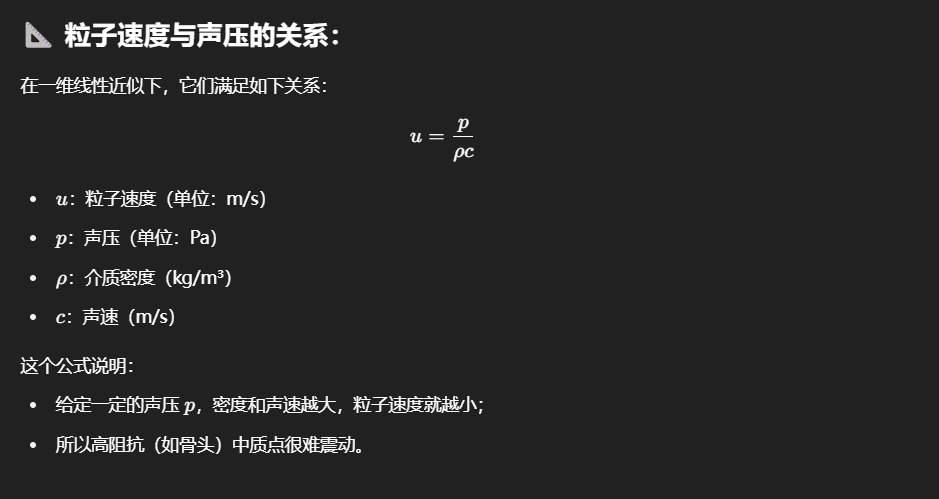 📐 粒子速度与声压的关系：
在一维线性近似下，它们满足如下关系：
u = p/ρc
• u：粒子速度（单位：m/s）
• p：声压（单位：Pa）
• ρ：介质密度（kg/m³）
• c：声速（m/s）
这个公式说明：
• 给定一定的声压 p，密度和声速越大，粒子速度就越小；
• 所以高阻抗（如骨头）中质点很难震动。